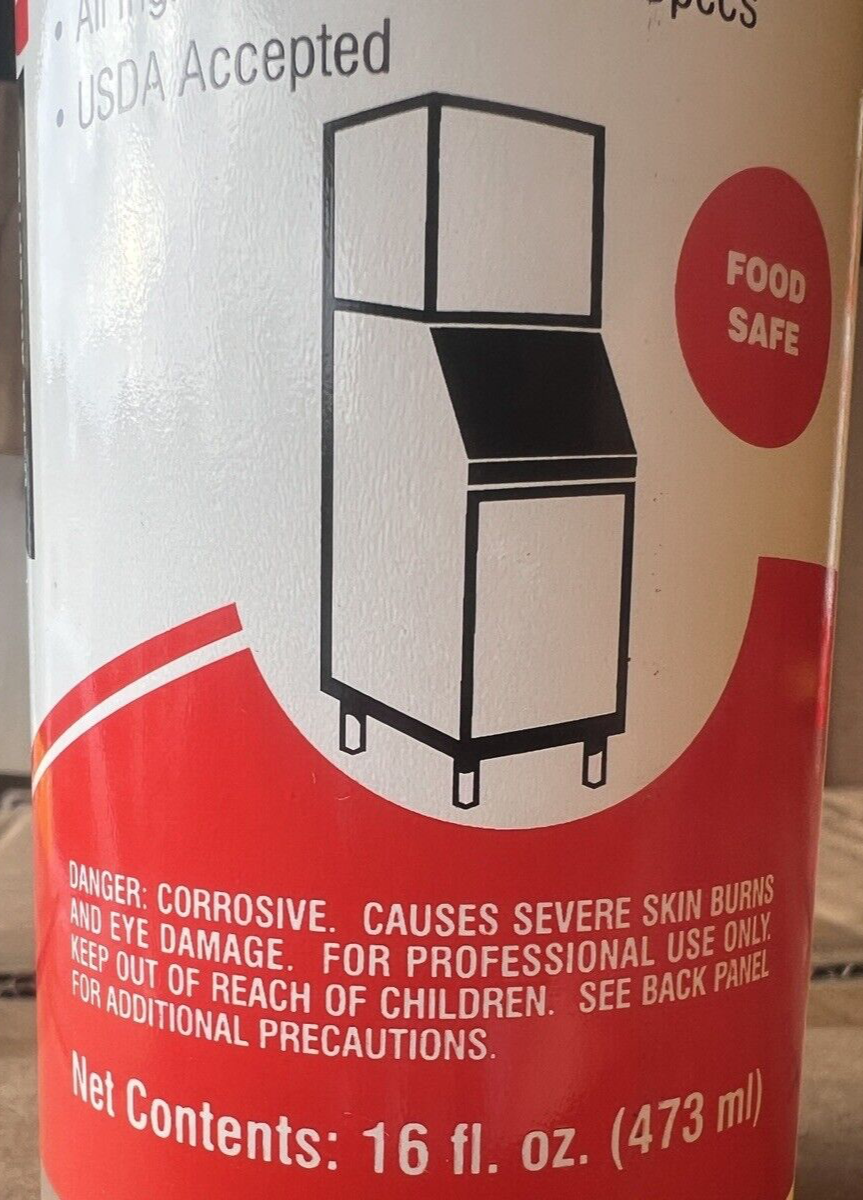 • All
• USDA Accepted
FOOD
SAFE
DANGER: CORROSIVE. CAUSES SEVERE SKIN BURNS
AND EYE DAMAGE. FOR PROFESSIONAL USE ONLY.
KEEP OUT OF REACH OF CHILDREN. SEE BACK PANEL
FOR ADDITIONAL PRECAUTIONS.
Net Contents: 16 fl. oz. (473 ml)